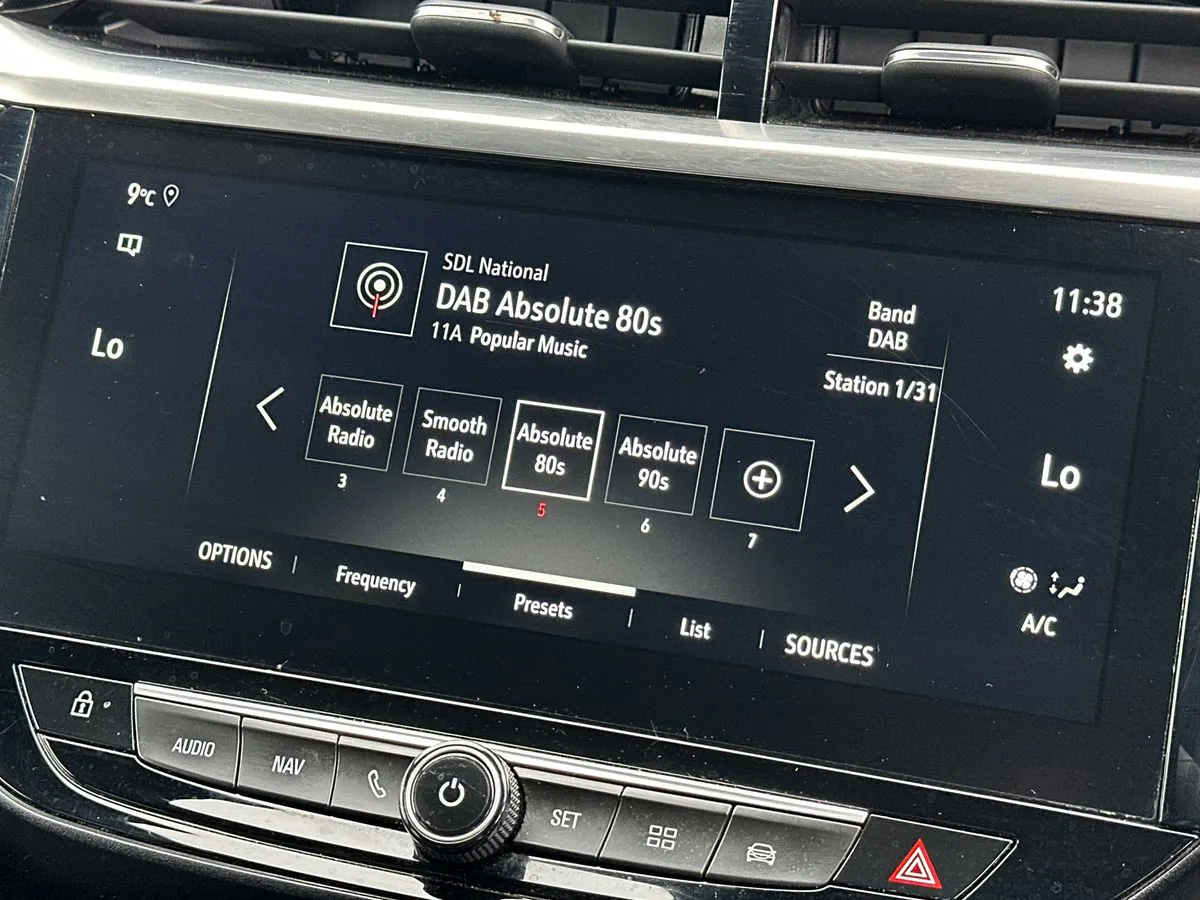 9°C
Lo
SDL National
DAB Absolute 80s
11A Popular Music
Band
DAB
Station 1/31
11:38
Lo
A/C
Absolute
Radio
3
Smooth
Radio
4
Absolute
80s
5
Absolute
90s
6
7
OPTIONS
Frequency
Presets
List
SOURCES
AUDIO
NAV
SET